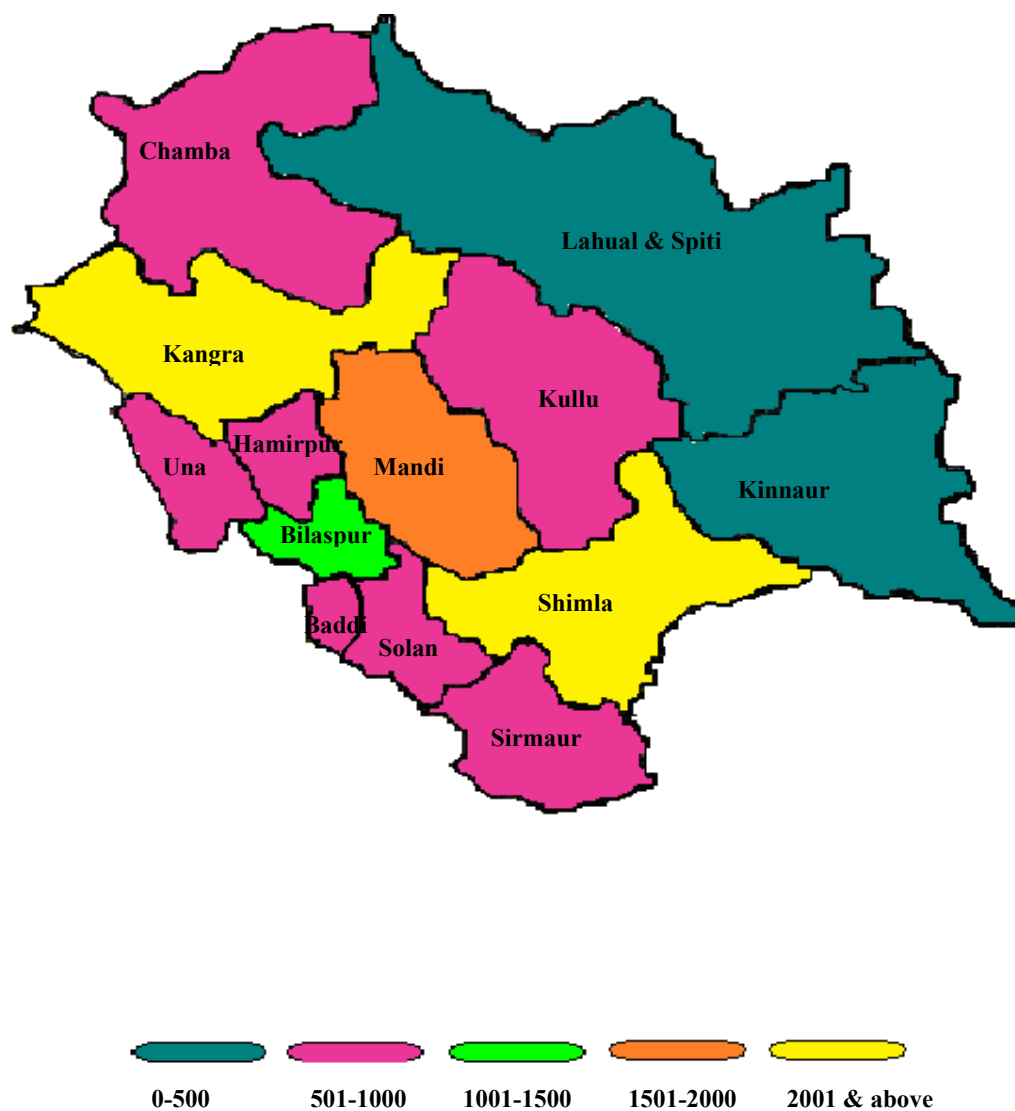 Chamba
Lahual & Spiti
Kangra
Kullu
Hamirpur
Una
Mandi
Kinnaur
Bilaspur
Shimla
Baddi
Solan
Sirmaur
0-500 501-1000 1001-1500 1501-2000 2001 & above